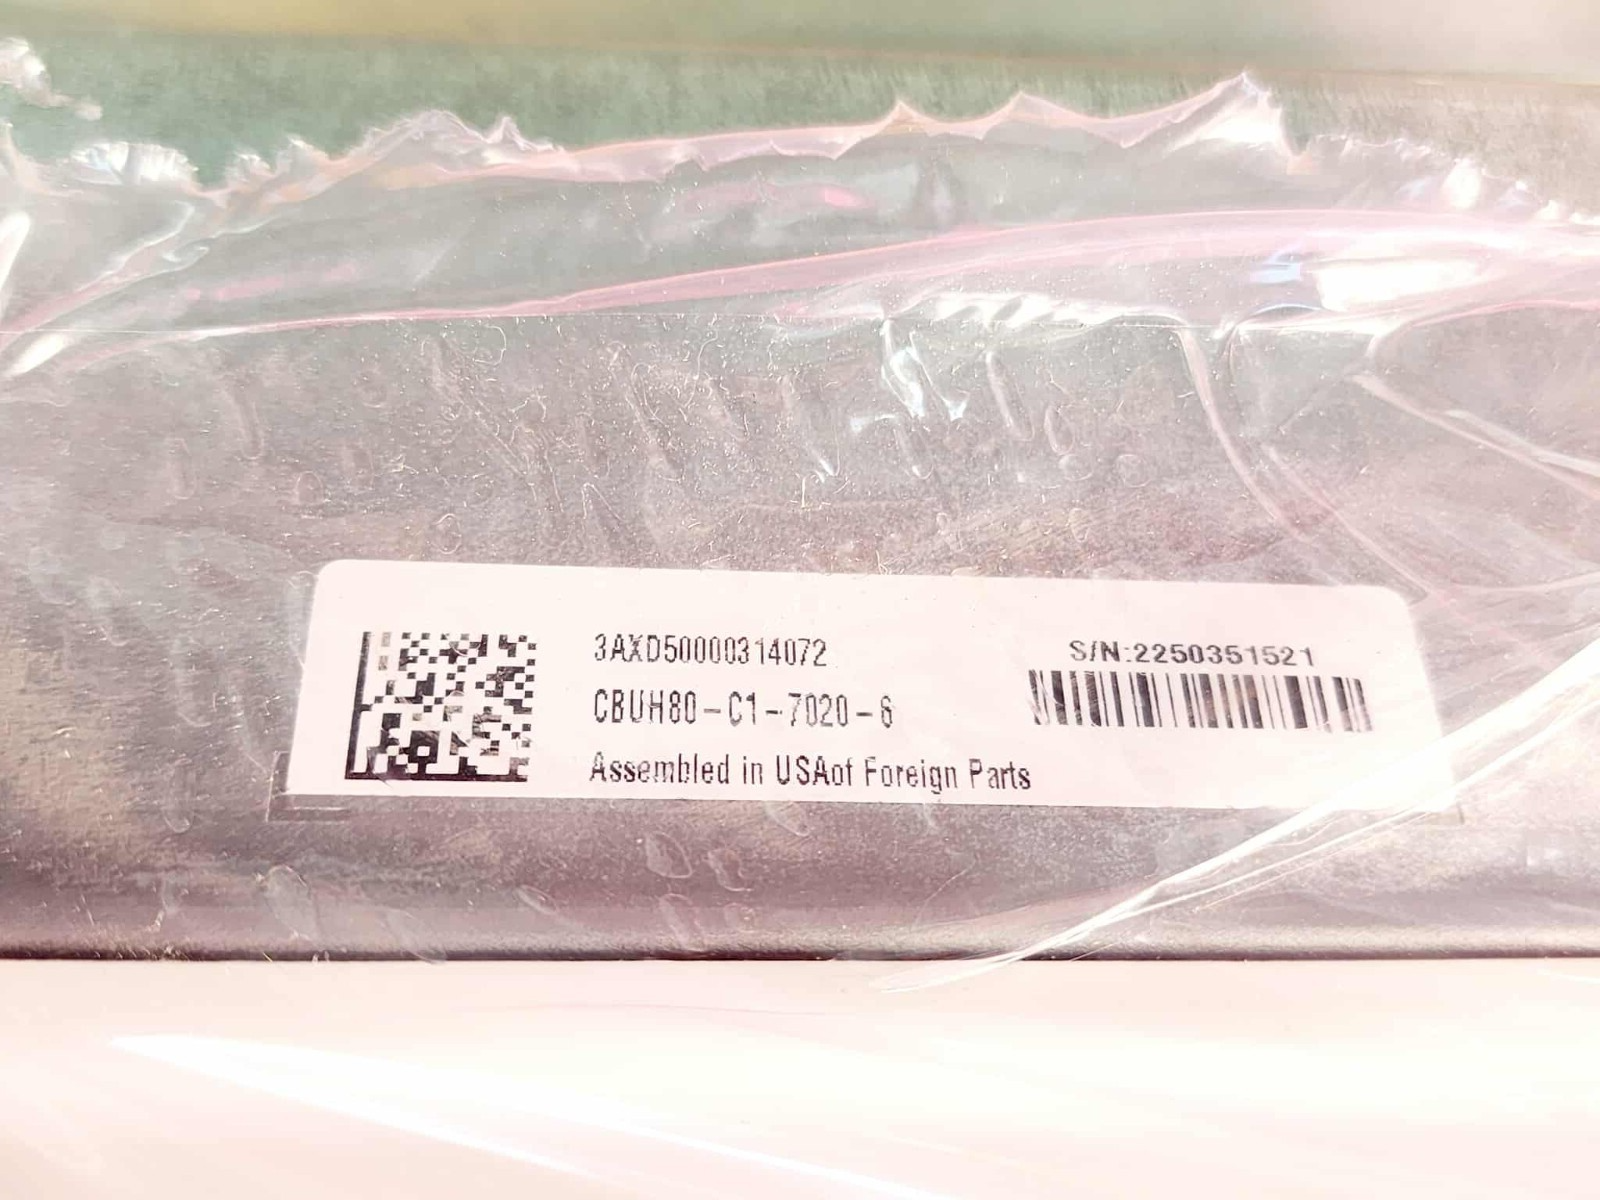 3AXD50000314072
CBUH80-C1-7020-6
Assembled in USAof Foreign Parts
S/N:2250351521